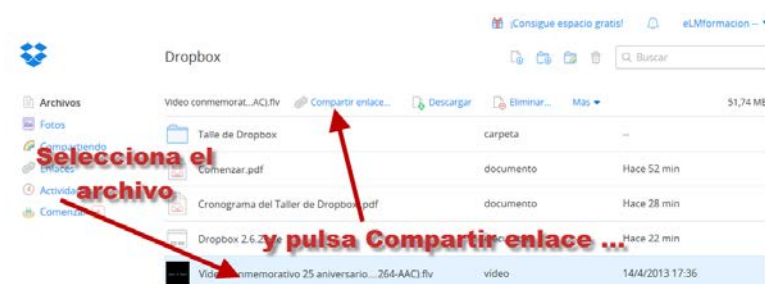 ¡Consigue espacio gratis! eLMformacion
Dropbox
Buscar
Archivos
Video conmemorat...AC).flv Compartir enlace... Descargar Eliminar... Más 51,74 MB
Fotos
Talle de Dropbox carpeta --
Compartiendo
Selecciona el archivo
Enlaces
Comenzar.pdf documento Hace 52 min
Cronograma del Taller de Dropbox.pdf documento Hace 28 min
Comenzar
Dropbox 2.6.2 Hace 22 min
y pulsa Compartir enlace ...
Video conmemorativo 25 aniversario....264-AAC).flv vídeo 14/4/2013 17:36